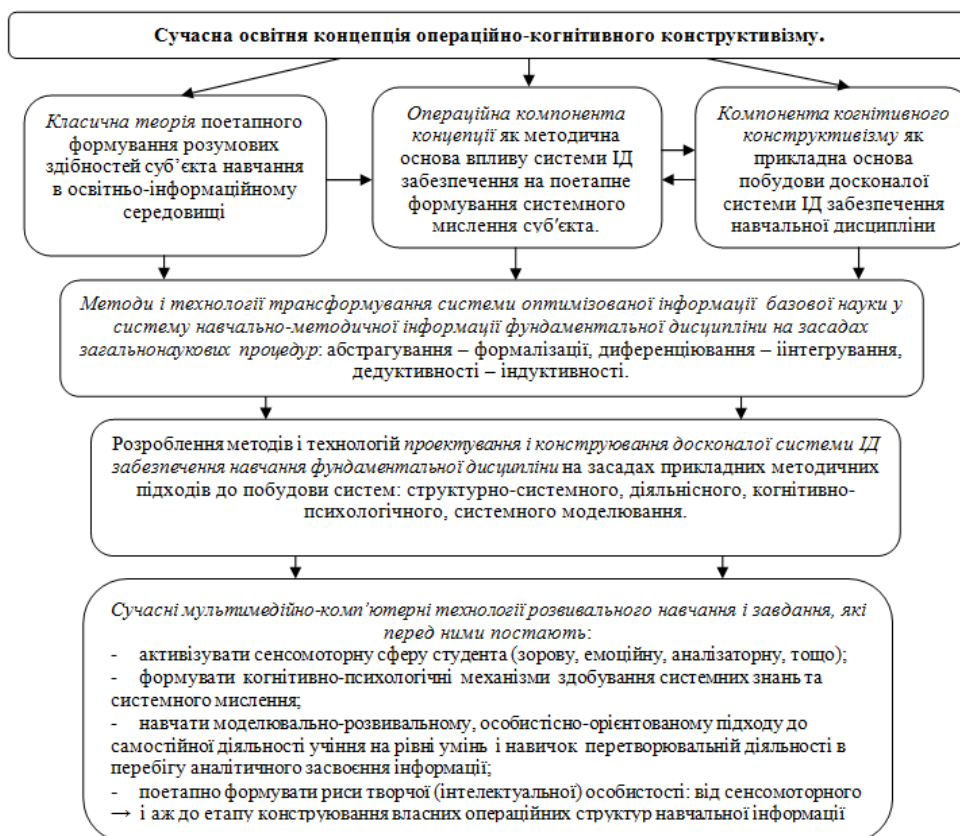 Сучасна освітня концепція операційно-когнітивного конструктивізму.
Класична теорія поетапного
формування розумових
здібностей суб’єкта навчання
в освітньо-інформаційному
середовищі
Операційна компонента
концепції як методична
основа впливу системи ІД
забезпечення на поетапне
формування системного
мислення суб'єкта.
Компонента когнітивного
конструктивізму як
прикладна основа
побудови досконалої
системи ІД забезпечення
навчальної дисципліни
Методи і технології трансформування системи оптимізованої інформації базової науки у
систему навчально-методичної інформації фундаментальної дисципліни на засадах
загальнонаукових процедур: абстрагування – формалізації, диференціювання – іінтегрування,
дедуктивності – індуктивності.
Розроблення методів і технологій проектування і конструювання досконалої системи ІД
забезпечення навчання фундаментальної дисципліни на засадах прикладних методичних
підходів до побудови систем: структурно-системного, діяльнісного, когнітивно-
психологічного, системного моделювання.
Сучасні мультимедійно-комп’ютерні технології розвивального навчання і завдання, які
перед ними постають:
- активізувати сенсомоторну сферу студента (зорову, емоційну, аналізаторну, тощо);
- формувати когнітивно-психологічні механізми здобування системних знань та
системного мислення;
- навчати моделювально-розвивальному, особистісно-орієнтованому підходу до
самостійної діяльності учіння на рівні умінь і навичок перетворювальній діяльності в
перебігу аналітичного засвоєння інформації;
- поетапно формувати риси творчої (інтелектуальної) особистості: від сенсомоторного
→ і аж до етапу конструювання власних операційних структур навчальної інформації